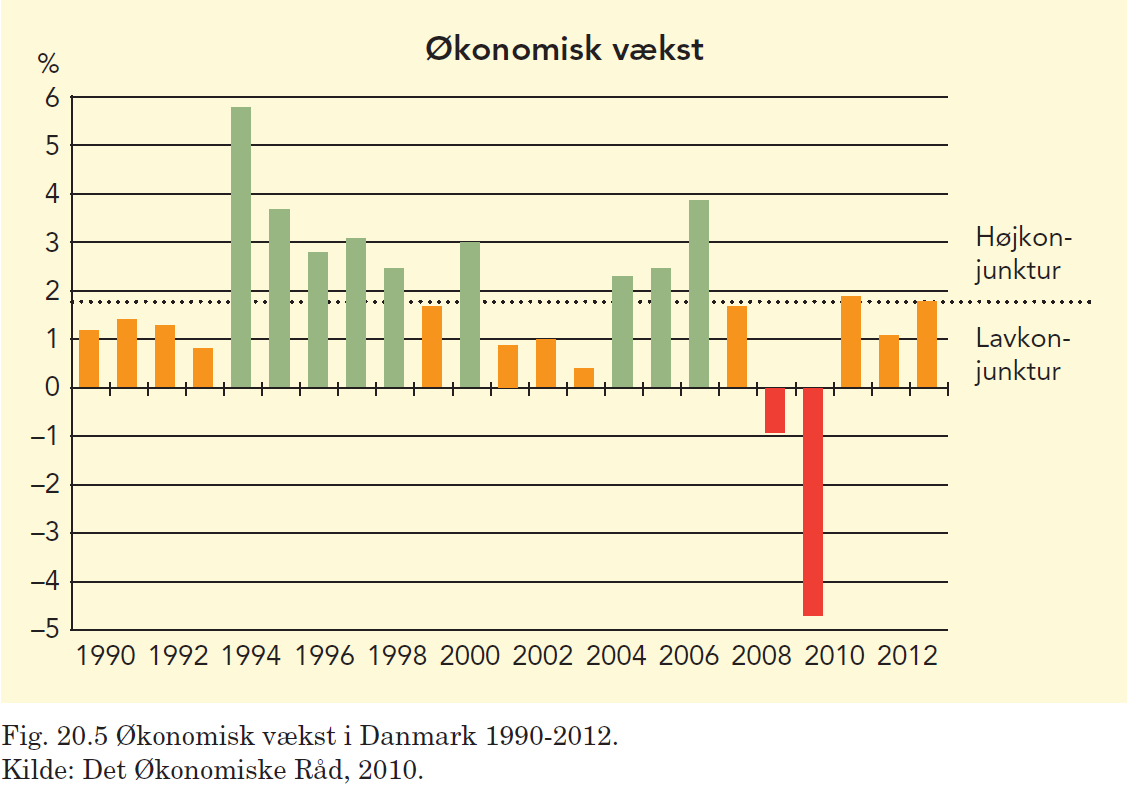 Økonomisk vækst
%
6
5
4
3
2
1
0
–1
–2
–3
–4
–5
Højkon-
junktur
Lavkon-
junktur
1990 1992 1994 1996 1998 2000 2002 2004 2006 2008 2010 2012
Fig. 20.5 Økonomisk vækst i Danmark 1990-2012.
Kilde: Det Økonomiske Råd, 2010.